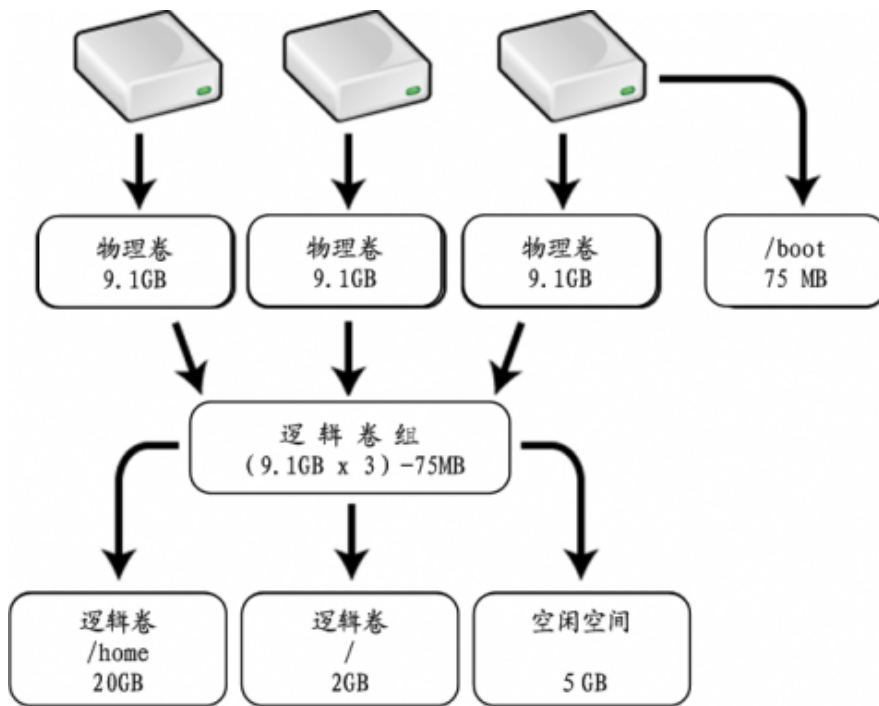 物理卷
9.1GB
物理卷
9.1GB
物理卷
9.1GB
/boot
75 MB
逻辑卷组
(9.1GB x 3)-75MB
逻辑卷
/home
20GB
逻辑卷
/
2GB
空闲空间
5GB